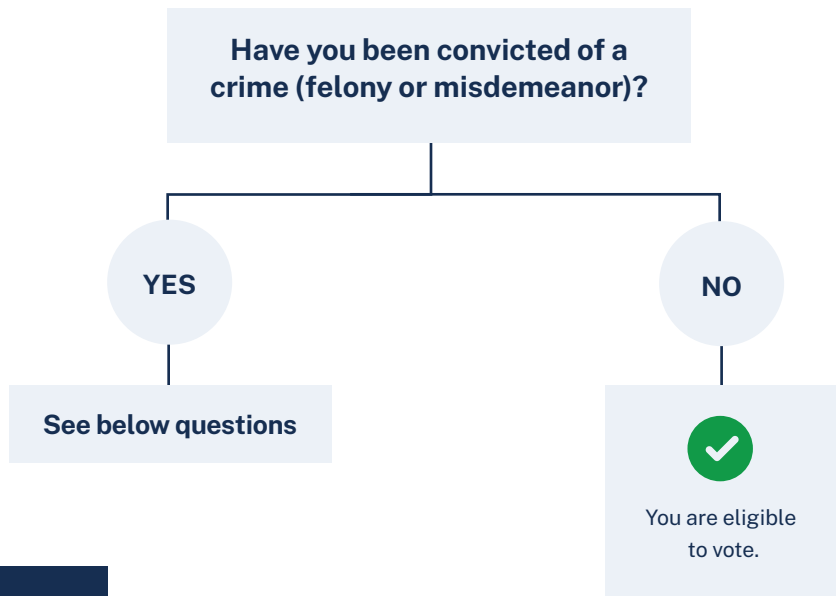 Have you been convicted of a
crime (felony or misdemeanor)?
YES
NO
See below questions
You are eligible
to vote.